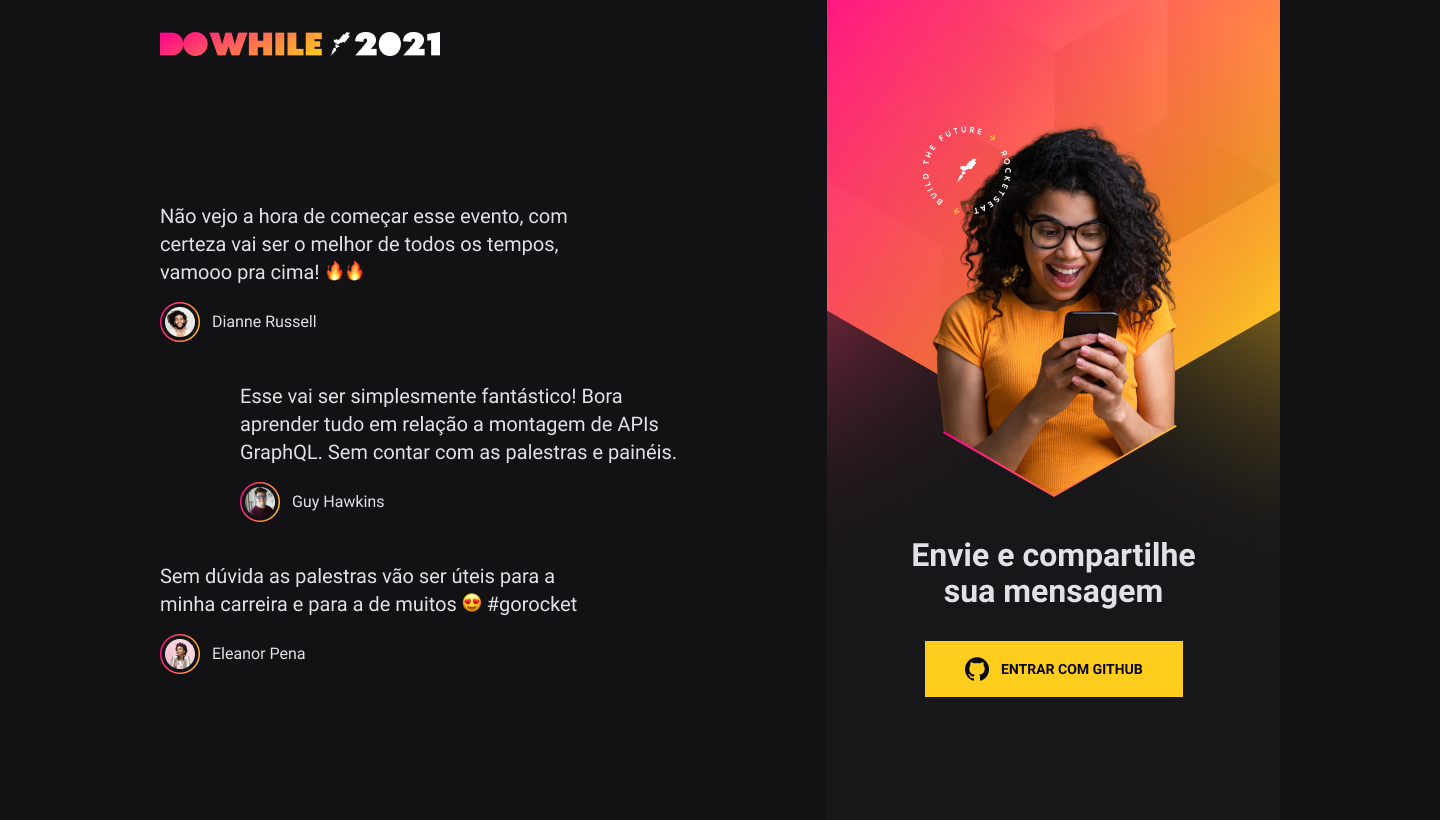 DOWHILE 2021
Não vejo a hora de começar esse evento, com
certeza vai ser o melhor de todos os tempos,
vamooo pra cima! 🔥🔥
Dianne Russell
Esse vai ser simplesmente fantástico! Bora
aprender tudo em relação a montagem de APIs
GraphQL. Sem contar com as palestras e painéis.
Guy Hawkins
Sem dúvida as palestras vão ser úteis para a
minha carreira e para a de muitos 😍 #gorocket
Eleanor Pena
BUILD THE FUTURE
ROCKETSEAT
Envie e compartilhe
sua mensagem
ENTRAR COM GITHUB